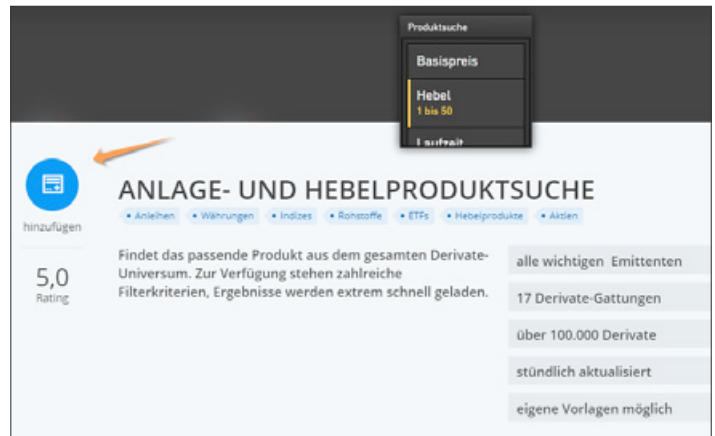 Produktsuche
Basispreis
Hebel
1 bis 50
Laufzeit
hinzufügen
5,0
Rating
ANLAGE- UND HEBELPRODUKTSUCHE
• Anleihen • Währungen • Indizes • Rohstoffe • ETFs • Hebelprodukte • Aktien
Findet das passende Produkt aus dem gesamten Derivate-
Universum. Zur Verfügung stehen zahlreiche
Filterkriterien, Ergebnisse werden extrem schnell geladen.
alle wichtigen Emittenten
17 Derivate-Gattungen
über 100.000 Derivate
stündlich aktualisiert
eigene Vorlagen möglich